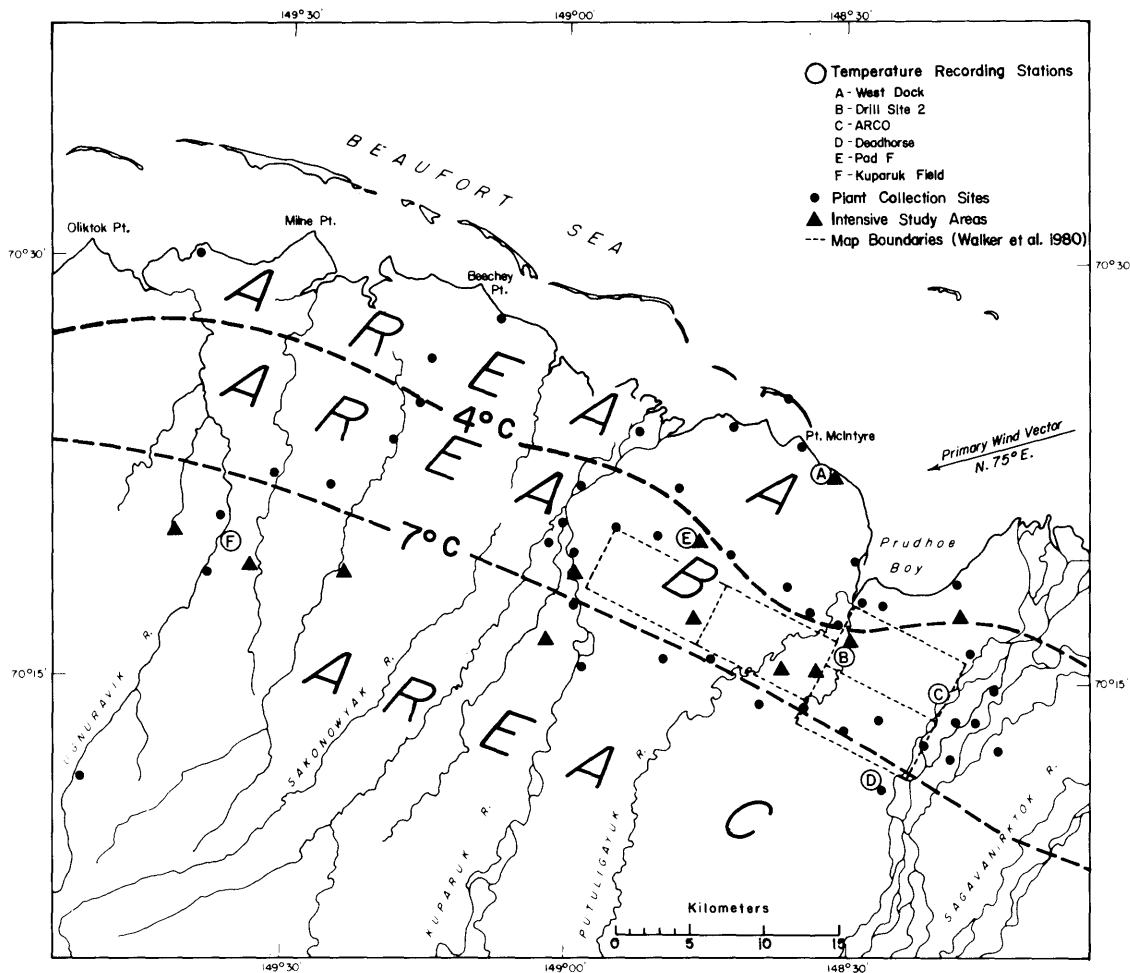 149°30'
149°00'
148°30'
Temperature Recording Stations
A - West Dock
B - Drill Site 2
C - ARCO
D - Deadhorse
E - Pad F
F - Kuparuk Field
Plant Collection Sites
Intensive Study Areas
Map Boundaries (Walker et al. 1980)
BEAUFORT SEA
Oliktok Pt.
Milne Pt.
70°30'
70°30'
Beechey
Pt.
AREA A
4°C
Pt. McIntyre
Primary Wind Vector
N. 75° E.
A
AREA B
7°C
E
F
Prudhoe
Boy
B
C
D
70°15'
70°15'
AREA C
UGNURAVIK R.
SAKONOWYAK R.
KUPARUK R.
PUTULIGAYUK R.
SAGAVANIRKTOK R.
Kilometers
0 5 10 15
149°30'
149°00'
148°30'